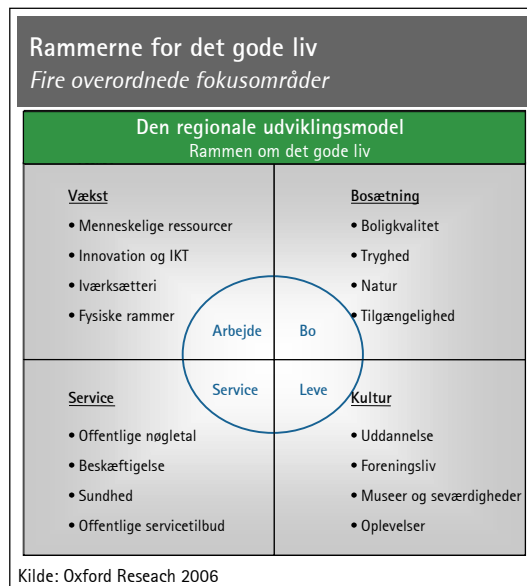 Rammerne for det gode liv
Fire overordnede fokusområder
Den regionale udviklingsmodel
Rammen om det gode liv
Vækst
• Menneskelige ressourcer
• Innovation og IKT
• Iværksætteri
• Fysiske rammer
Arbejde
Bosætning
• Boligkvalitet
• Tryghed
• Natur
• Tilgængelighed
Bo
Service
Service
• Offentlige nøgletal
• Beskæftigelse
• Sundhed
• Offentlige servicetilbud
Leve
Kultur
• Uddannelse
• Foreningsliv
• Museer og seværdigheder
• Oplevelser
Kilde: Oxford Reseach 2006